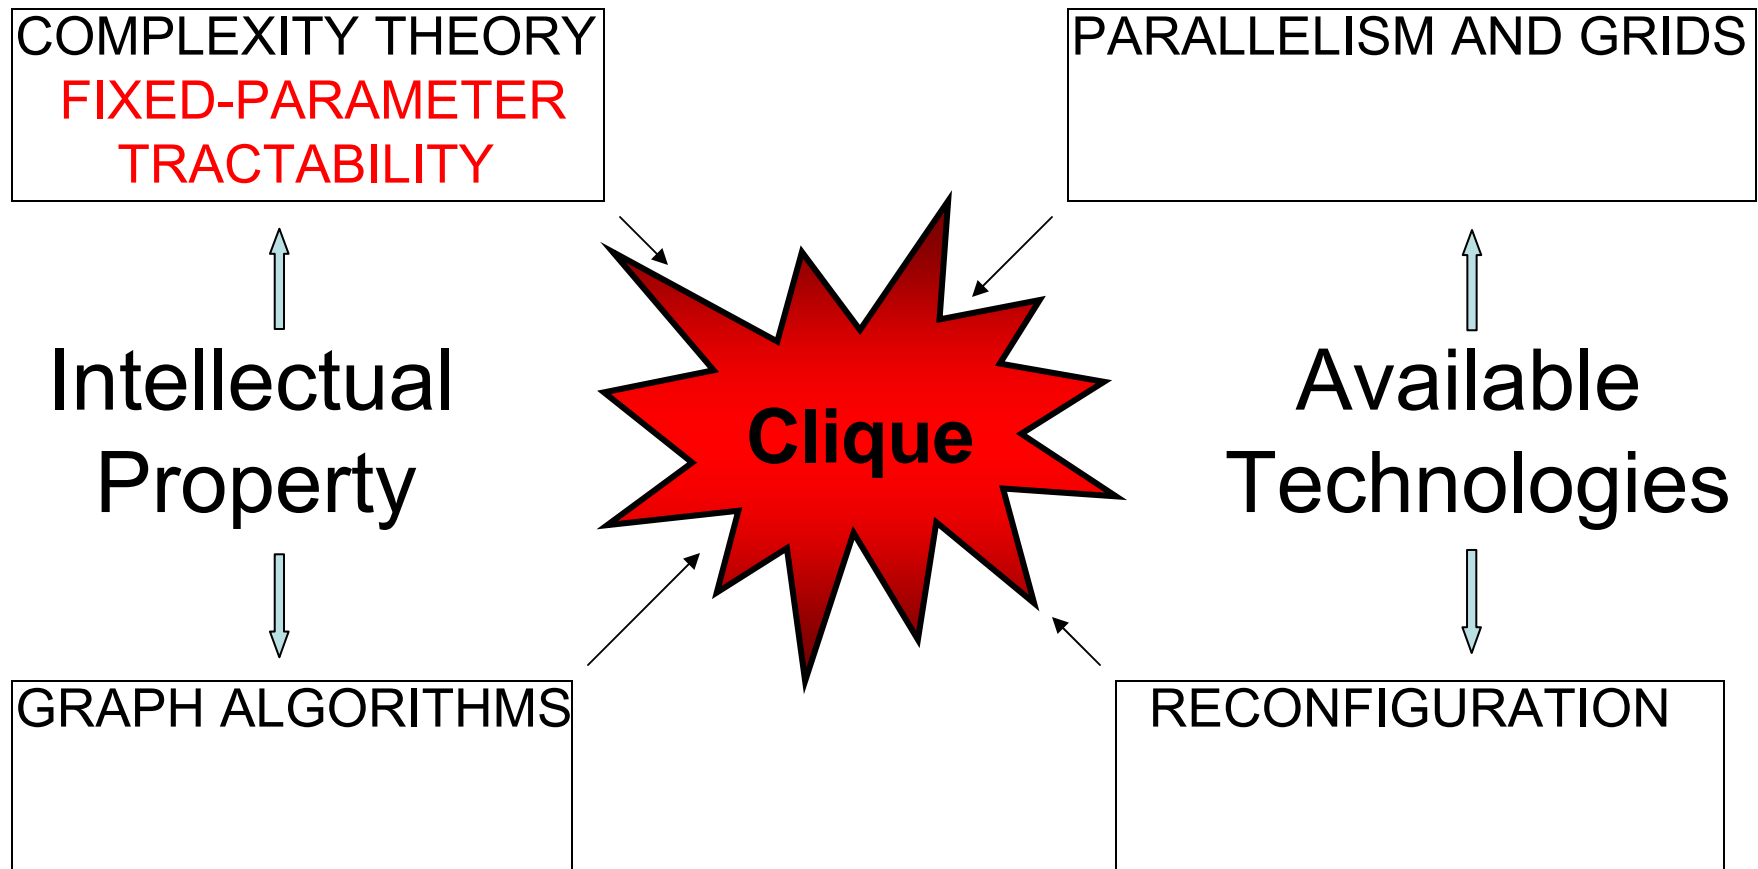 COMPLEXITY THEORY
FIXED-PARAMETER
TRACTABILITY
PARALLELISM AND GRIDS
Intellectual
Property
Clique
Available
Technologies
GRAPH ALGORITHMS
RECONFIGURATION